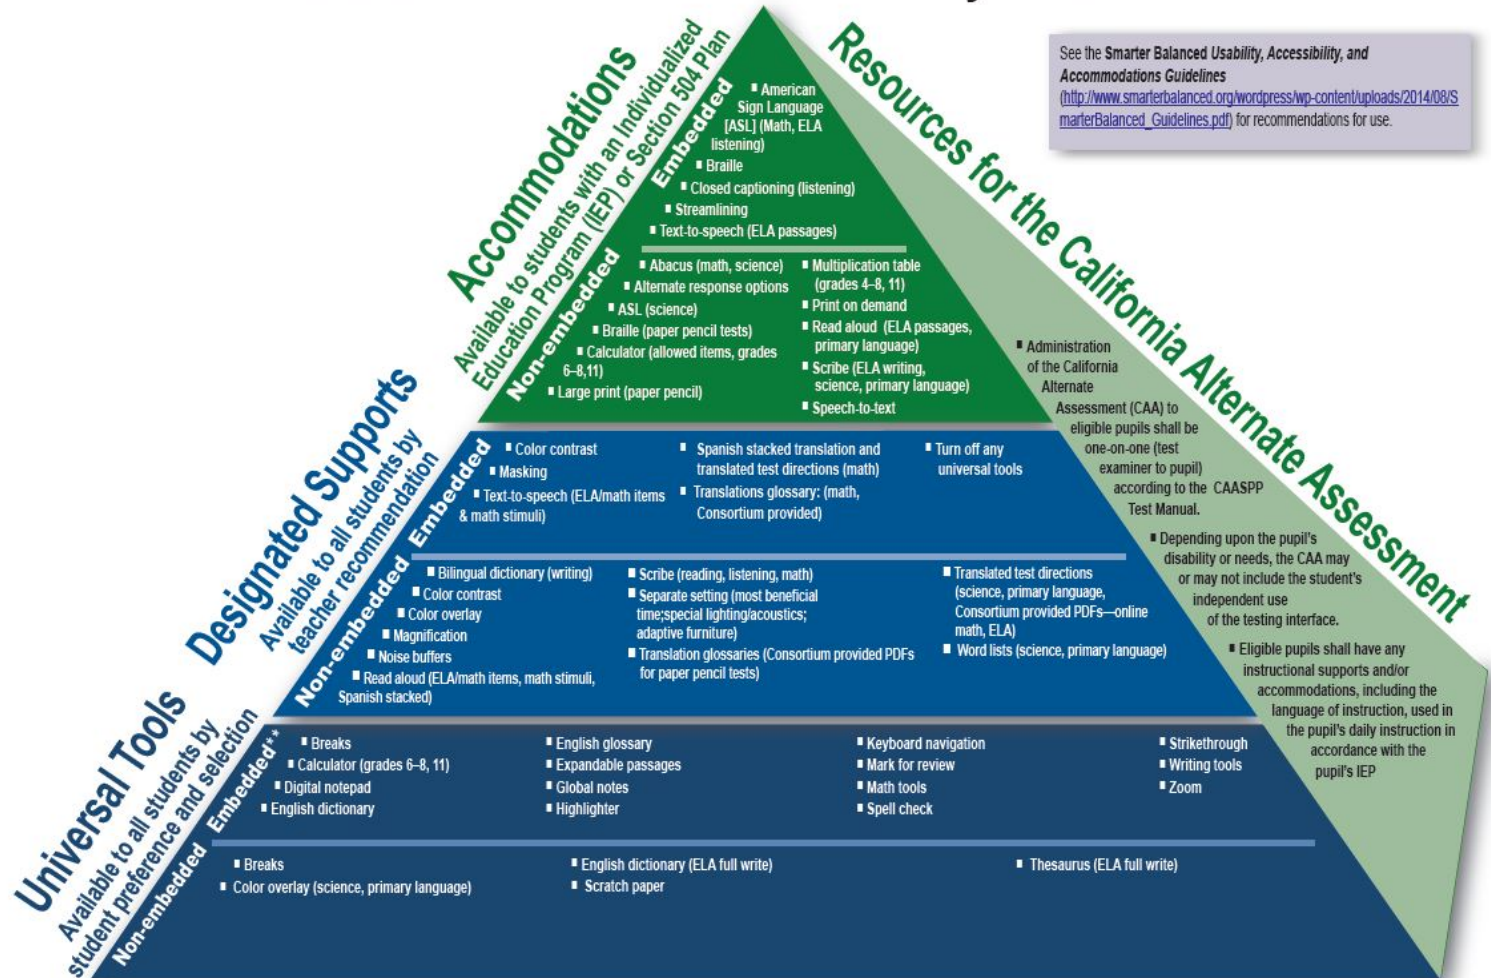 Accommodations
Available to students with an Individualized
Education Program (IEP) or Section 504 Plan
Embedded
▪ American
Sign Language
[ASL] (Math, ELA
listening)
▪ Braille
▪ Closed captioning (listening)
▪ Streamlining
▪ Text-to-speech (ELA passages)
Non-embedded
▪ Abacus (math, science)
▪ Alternate response options
▪ ASL (science)
▪ Braille (paper pencil tests)
▪ Calculator (allowed items, grades
6–8,11)
▪ Large print (paper pencil)
▪ Multiplication table
(grades 4–8, 11)
▪ Print on demand
▪ Read aloud (ELA passages,
primary language)
▪ Scribe (ELA writing,
science, primary language)
▪ Speech-to-text
Designated Supports
Available to all students by
teacher recommendation
Embedded
▪ Color contrast
▪ Masking
▪ Text-to-speech (ELA/math items
& math stimuli)
▪ Spanish stacked translation and
translated test directions (math)
▪ Translations glossary: (math,
Consortium provided)
▪ Turn off any
universal tools
Non-embedded
▪ Bilingual dictionary (writing)
▪ Color contrast
▪ Color overlay
▪ Magnification
▪ Noise buffers
▪ Read aloud (ELA/math items, math stimuli,
Spanish stacked)
▪ Scribe (reading, listening, math)
▪ Separate setting (most beneficial
time;special lighting/acoustics;
adaptive furniture)
▪ Translation glossaries (Consortium provided PDFs
for paper pencil tests)
▪ Translated test directions
(science, primary language,
Consortium provided PDFs—online
math, ELA)
▪ Word lists (science, primary language)
Universal Tools
Available to all students by
student preference and selection
Embedded**
▪ Breaks
▪ Calculator (grades 6–8, 11)
▪ Digital notepad
▪ English dictionary
▪ English glossary
▪ Expandable passages
▪ Global notes
▪ Highlighter
▪ Keyboard navigation
▪ Mark for review
▪ Math tools
▪ Spell check
▪ Strikethrough
▪ Writing tools
▪ Zoom
Non-embedded
▪ Breaks
▪ Color overlay (science, primary language)
▪ English dictionary (ELA full write)
▪ Scratch paper
▪ Thesaurus (ELA full write)
Resources for the California Alternate Assessment
▪ Administration
of the California
Alternate
Assessment (CAA) to
eligible pupils shall be
one-on-one (test
examiner to pupil)
according to the CAASPP
Test Manual.
▪ Depending upon the pupil's
disability or needs, the CAA may
or may not include the student's
independent use
of the testing interface.
▪ Eligible pupils shall have any
instructional supports and/or
accommodations, including the
language of instruction, used in
the pupil's daily instruction in
accordance with the
pupil's IEP
See the Smarter Balanced Usability, Accessibility, and
Accommodations Guidelines
(http://www.smarterbalanced.org/wordpress/wp-content/uploads/2014/08/S
marterBalanced_Guidelines.pdf) for recommendations for use.